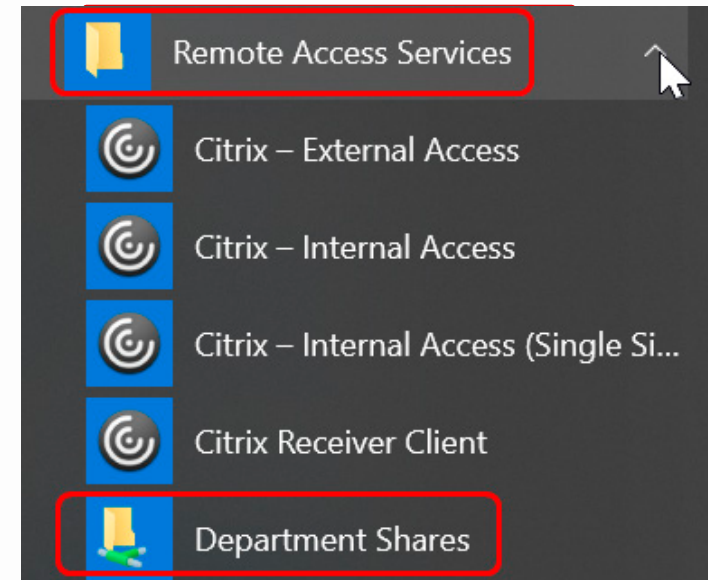 Remote Access Services
Citrix – External Access
Citrix – Internal Access
Citrix – Internal Access (Single Si...
Citrix Receiver Client
Department Shares